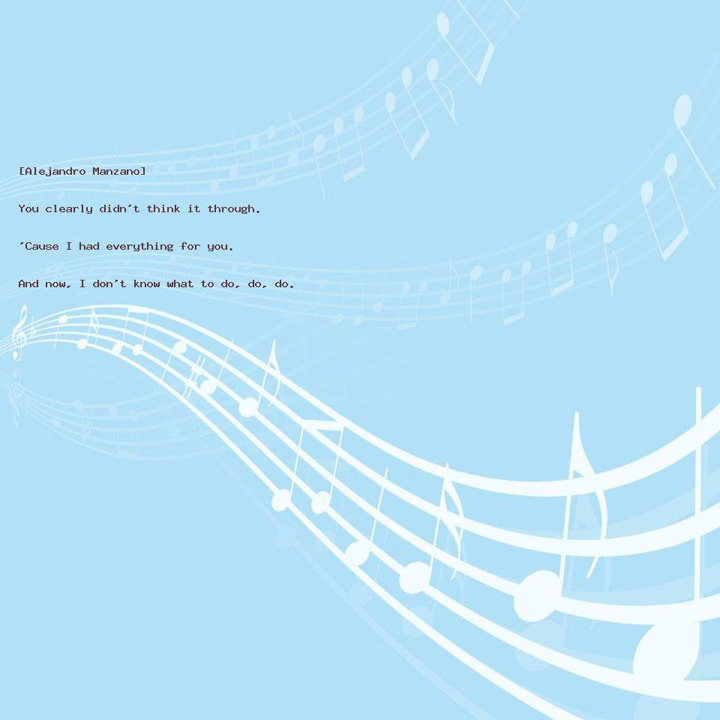 [Alejandro Manzano]
You clearly didn't think it through.
'Cause I had everything for you.
And now, I don't know what to do, do, do.